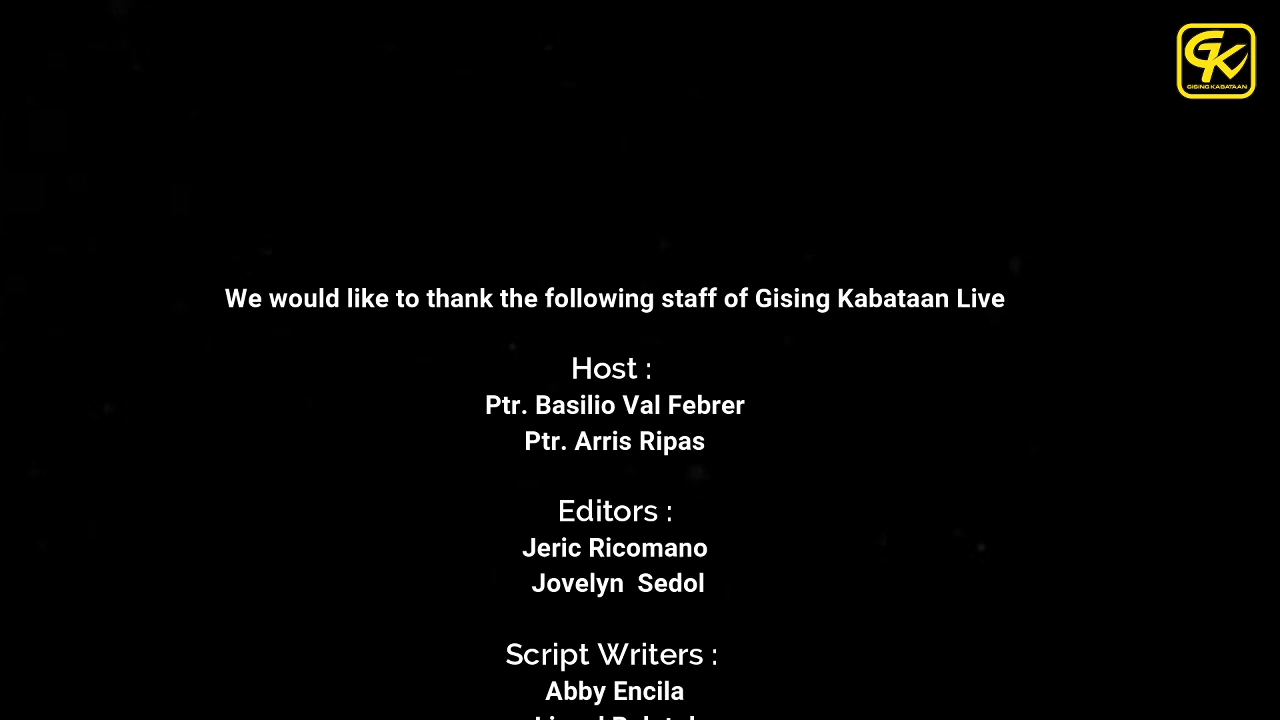 GK
GISING KABATAAN
We would like to thank the following staff of Gising Kabataan Live
Host :
Ptr. Basilio Val Febrer
Ptr. Arris Ripas
Editors :
Jeric Ricomano
Jovelyn  Sedol
Script Writers :
Abby Encila